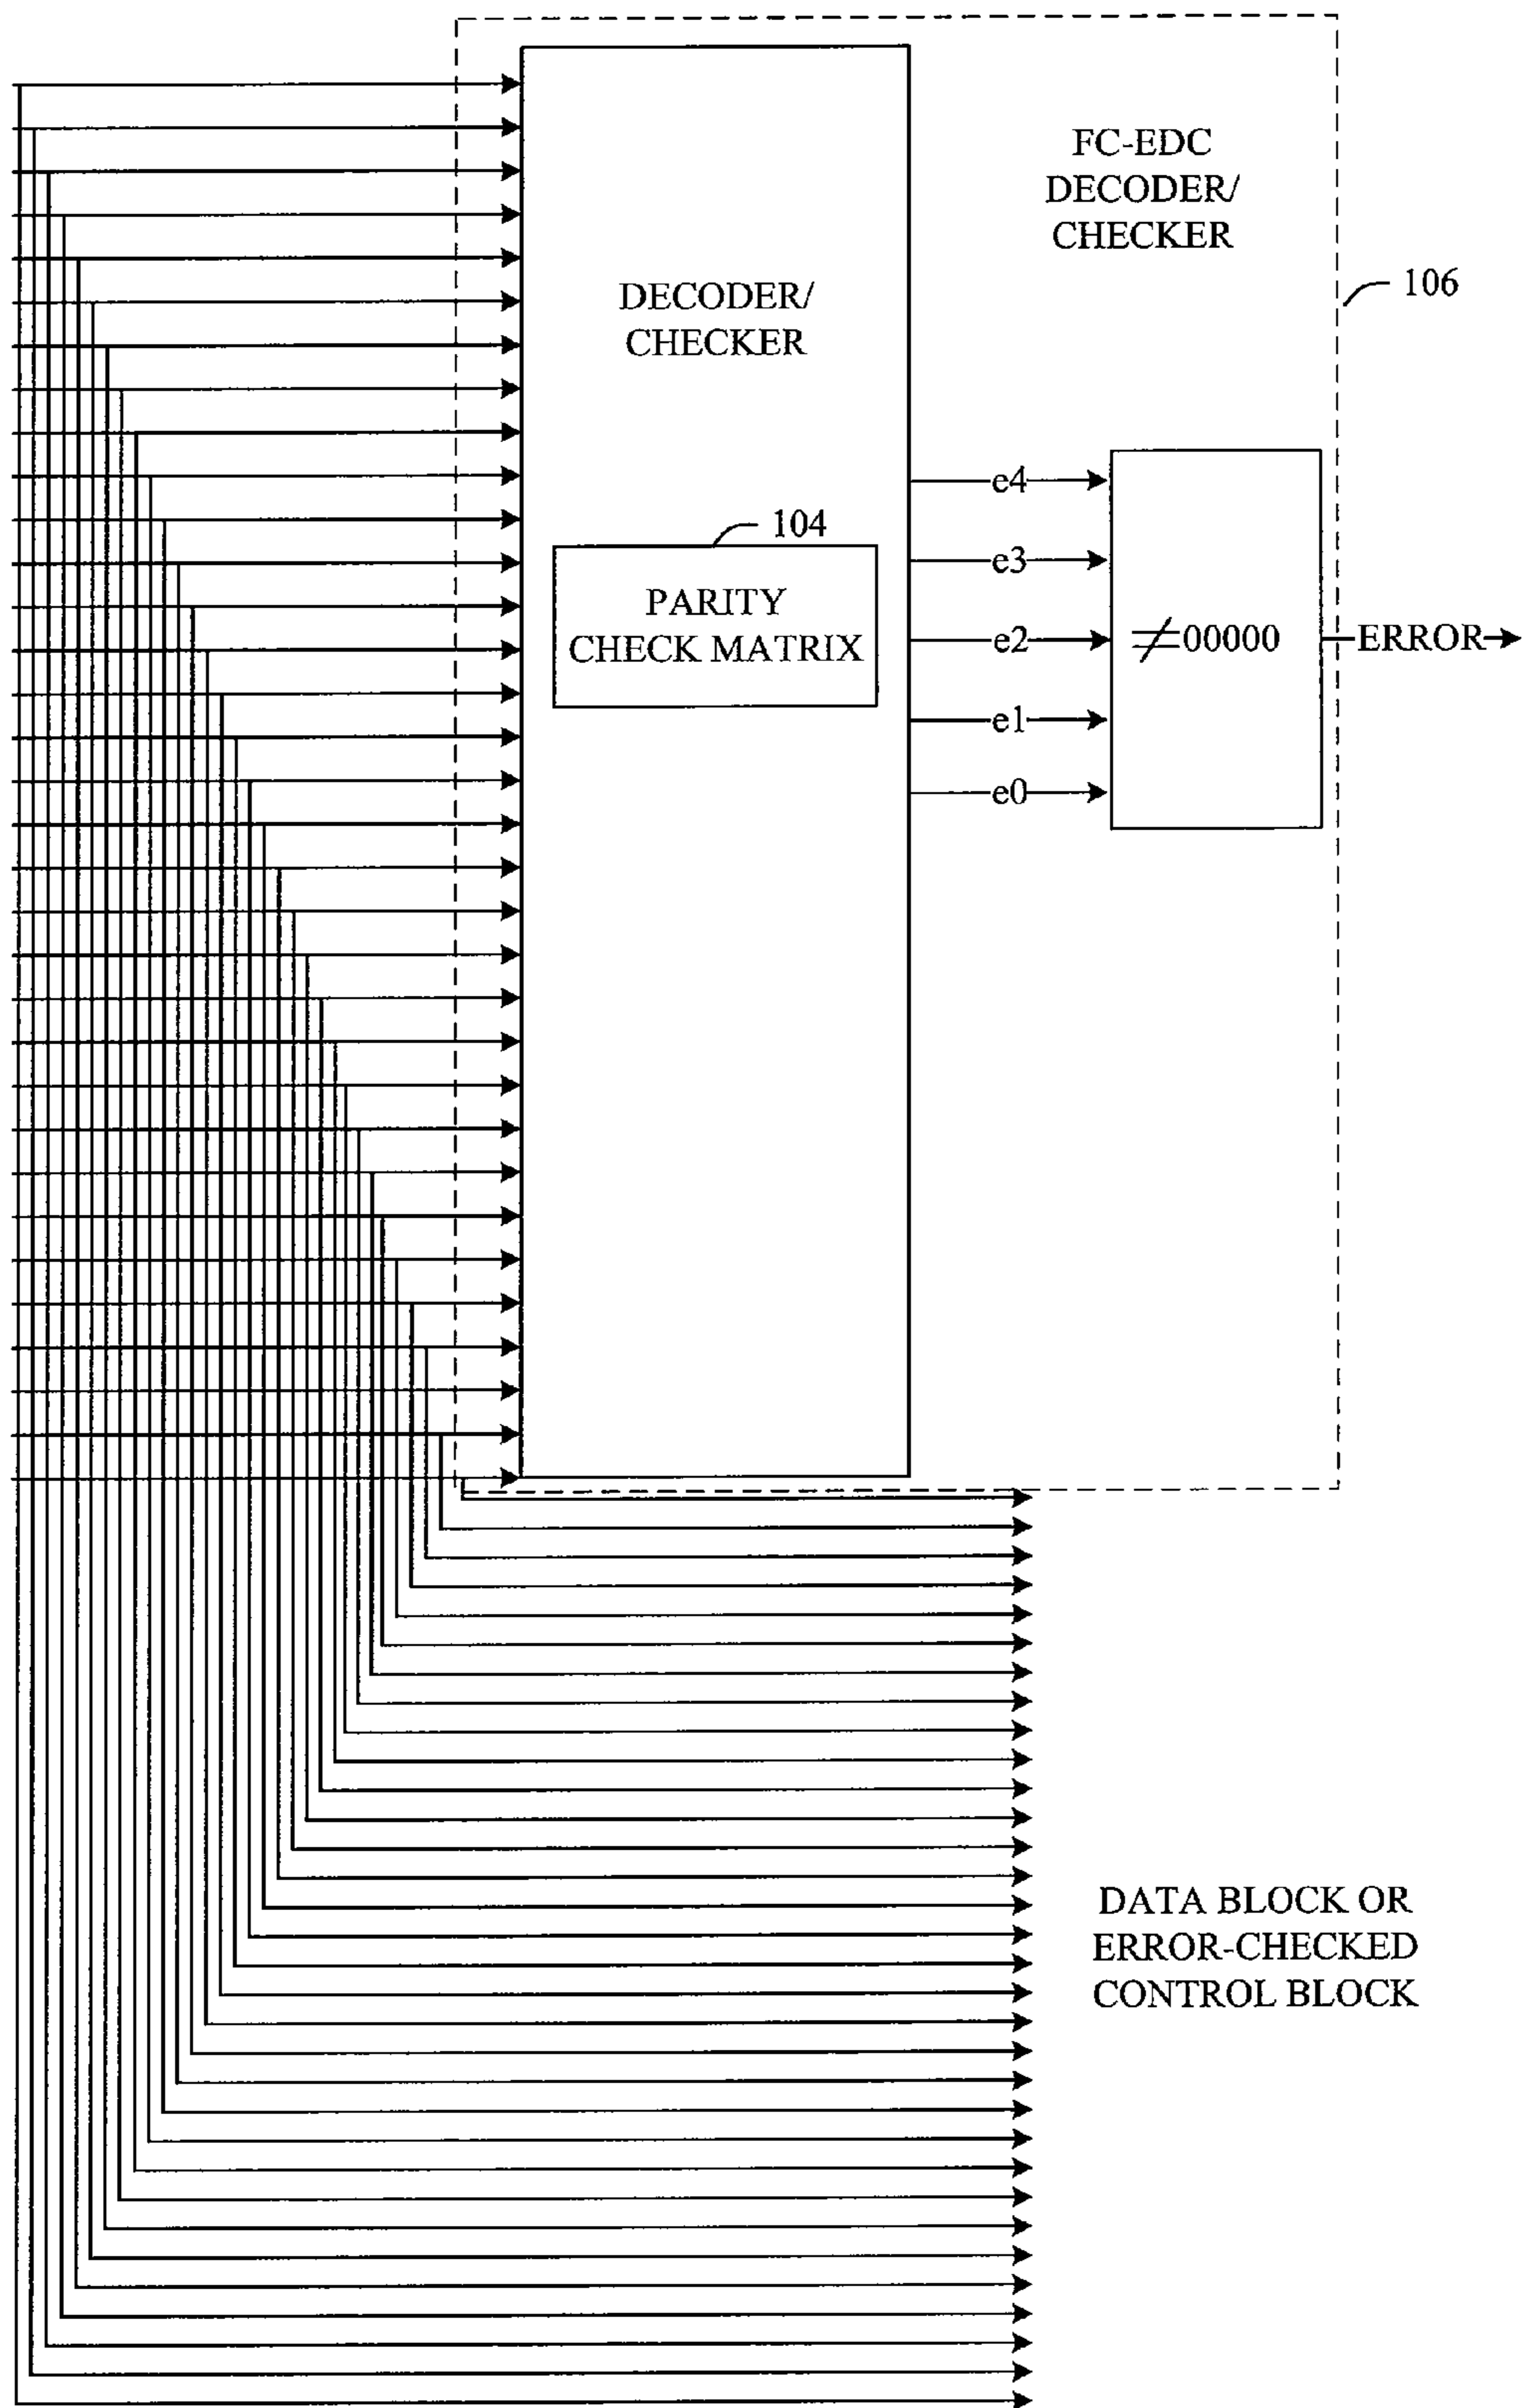 FC-EDC
DECODER/
CHECKER
106
DECODER/
CHECKER
104
PARITY
CHECK MATRIX
e4
e3
e2
e1
e0
≠00000
ERROR
DATA BLOCK OR
ERROR-CHECKED
CONTROL BLOCK